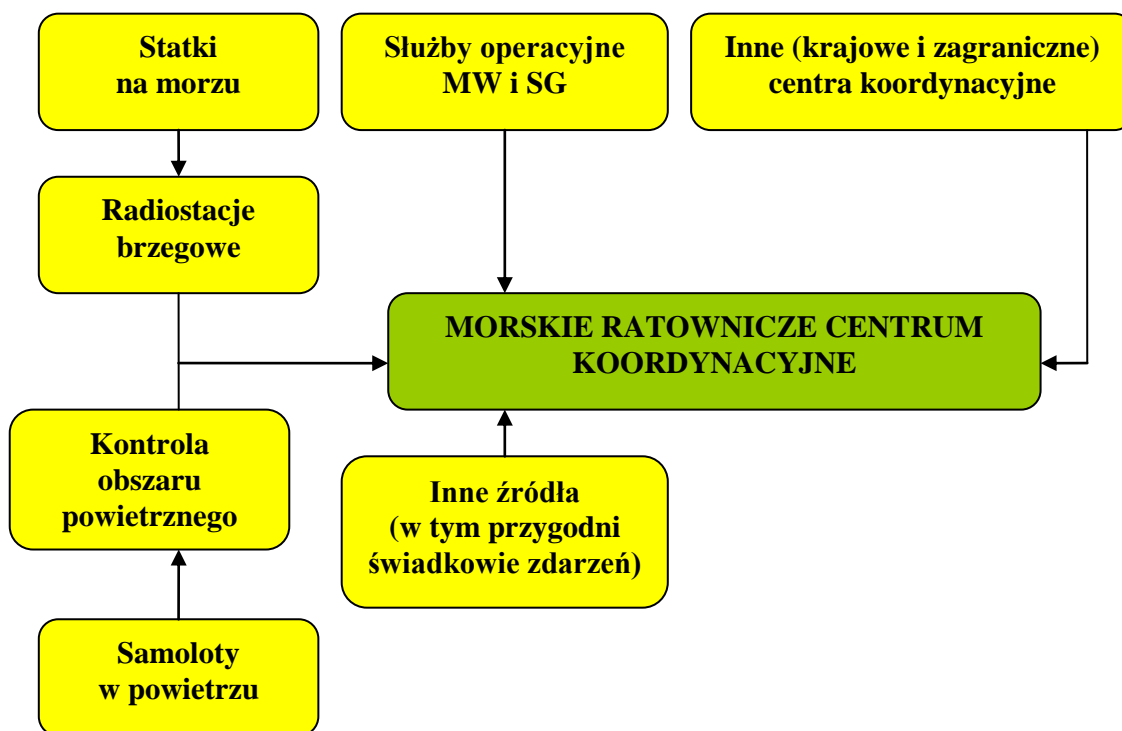 Statki
na morzu
Służby operacyjne
MW i SG
Inne (krajowe i zagraniczne)
centra koordynacyjne
Radiostacje
brzegowe
MORSKIE RATOWNICZE CENTRUM
KOORDYNACYJNE
Kontrola
obszaru
powietrznego
Inne źródła
(w tym przygodni
świadkowie zdarzeń)
Samoloty
w powietrzu